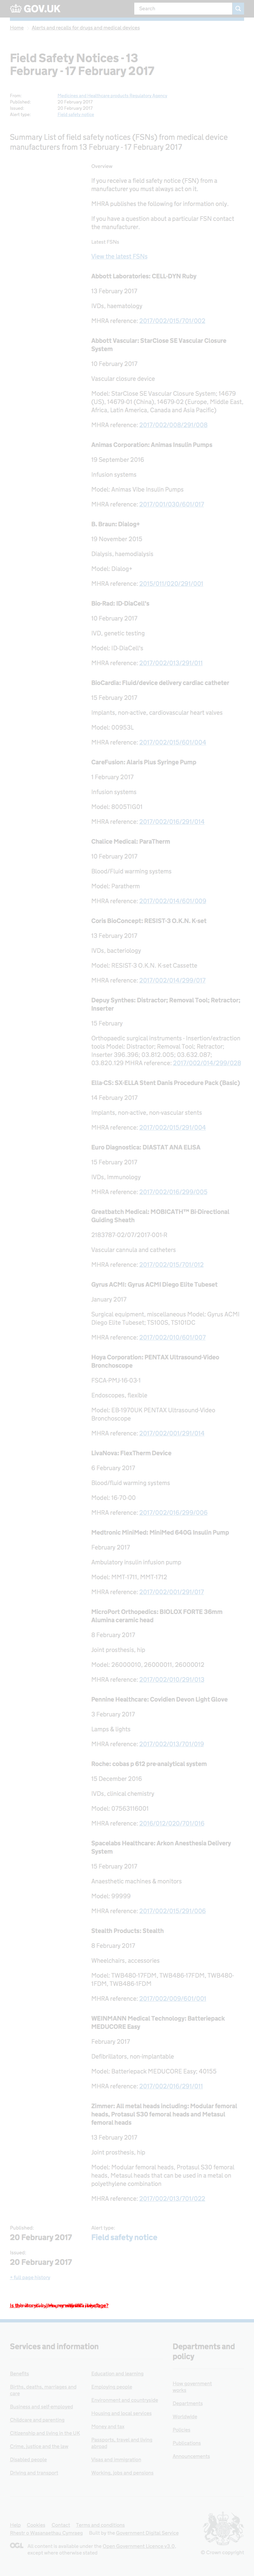 GOV.UK
Search
Home
Alerts and recalls for drugs and medical devices
Field Safety Notices - 13
February - 17 February 2017
From:
Medicines and Healthcare products Regulatory Agency
Published:
20 February 2017
Issued:
20 February 2017
Alert type:
Field safety notice
Summary List of field safety notices (FSNs) from medical device
manufacturers from 13 February - 17 February 2017
Overview
If you receive a field safety notice (FSN) from a
manufacturer you must always act on it.
MHRA publishes the following for information only.
If you have a question about a particular FSN contact
the manufacturer.
Latest FSNs
View the latest FSNs
Abbott Laboratories: CELL-DYN Ruby
13 February 2017
IVDs, haematology
MHRA reference: 2017/002/015/701/002
Abbott Vascular: StarClose SE Vascular Closure
System
10 February 2017
Vascular closure device
Model: StarClose SE Vascular Closure System; 14679
(US), 14679-01 (China), 14679-02 (Europe, Middle East,
Africa, Latin America, Canada and Asia-Pacific)
MHRA reference: 2017/002/008/291/008
Animas Corporation: Animas Insulin Pumps
19 September 2016
Infusion systems
Model: Animas Vibe Insulin Pumps
MHRA reference: 2017/001/030/601/017
B. Braun: Dialog+
19 November 2015
Dialysis, haemodialysis
Model: Dialog+
MHRA reference: 2015/011/020/291/001
Bio-Rad: ID-DiaCell's
10 February 2017
IVD, genetic testing
Model: ID-DiaCell's
MHRA reference: 2017/002/013/291/011
BioCardia: Fluid/device delivery cardiac catheter
15 February 2017
Implants, non-active, cardiovascular heart valves
Model: 00953L
MHRA reference: 2017/002/015/601/004
CareFusion: Alaris Plus Syringe Pump
1 February 2017
Infusion systems
Model: 8005TIG01
MHRA reference: 2017/002/016/291/014
Chalice Medical: ParaTherm
10 February 2017
Blood/Fluid warming systems
Model: Paratherm
MHRA reference: 2017/002/014/601/009
Coris BioConcept: RESIST-3 O.K.N. K-set
13 February 2017
IVDs, bacteriology
Model: RESIST-3 O.K.N. K-set Cassette
MHRA reference: 2017/002/014/299/017
Depuy Synthes: Distractor; Removal Tool; Retractor;
Inserter
15 February
Orthopaedic surgical instruments - insertion/extraction
tools Model: Distractor; Removal Tool; Retractor;
Inserter 396.396, 03.812.005; 03.632.087,
03.820.129 MHRA reference: 2017/002/014/299/028
Ella-CS: SX-ELLA Stent Danis Procedure Pack (Basic)
14 February 2017
Implants, non-active, non-vascular stents
MHRA reference: 2017/002/015/291/004
Euro Diagnostica: DIASTAT ANA ELISA
15 February 2017
IVDs, immunology
MHRA reference: 2017/002/016/299/005
Greatbatch Medical: MOBICATH™ Bi-Directional
Guiding Sheath
2183787-02/07/2017-001-R
Vascular cannula and catheters
MHRA reference: 2017/002/015/701/012
Gyrus ACMI: Gyrus ACMI Diego Elite Tubeset
January 2017
Surgical equipment, miscellaneous Model: Gyrus ACMI
Diego Elite Tubeset: TS100S, TS101OC
MHRA reference: 2017/002/010/601/007
Hoya Corporation: PENTAX Ultrasound-Video
Bronchoscope
FSCA-PMJ-16-03-f
Endoscopes, flexible
Model: EB-1970UK PENTAX Ultrasound-Video
Bronchoscope
MHRA reference: 2017/002/001/291/014
LivaNova: FlexTherm Device
6 February 2017
Blood/fluid warming systems
Model: 16-70-00
MHRA reference: 2017/002/016/299/006
Medtronic MiniMed: MiniMed 640G Insulin Pump
February 2017
Ambulatory insulin infusion pump
Model: MMT-1711, MMT-1712
MHRA reference: 2017/002/001/291/017
MicroPort Orthopedics: BIOLOX FORTE 36mm
Alumina ceramic head
8 February 2017
Joint prosthesis, hip
Model: 26000010, 26000011, 26000012
MHRA reference: 2017/002/010/291/013
Pennine Healthcare: Covidien Devon Light Glove
3 February 2017
Lamps & lights
MHRA reference: 2017/002/013/701/019
Roche: cobas p 612 pre-analytical system
15 December 2016
IVDs, clinical chemistry
Model: 07563116001
MHRA reference: 2016/012/020/701/016
Spacelabs Healthcare: Arkon Anesthesia Delivery
System
15 February 2017
Anaesthetic machines & monitors
Model: 99999
MHRA reference: 2017/002/015/291/006
Stealth Products: Stealth
8 February 2017
Wheelchairs, accessories
Model: TWB480-17FDM, TWB486-17FDM, TWB480-
1FDM, TWB486-1FDM
MHRA reference: 2017/002/009/601/001
WEINMANN Medical Technology: Batteriepack
MEDUCORE Easy
February 2017
Defibrillators, non-implantable
Model: Batteriepack MEDUCORE Easy, 40155
MHRA reference: 2017/002/016/291/011
Zimmer: All metal heads including: Modular femoral
heads, Protasul S30 femoral heads and Metasul
femoral heads
13 February 2017
Joint prosthesis, hip
Model: Modular femoral heads, Protasul S30 femoral
heads, Metasul heads that can be used in a metal on
polyethylene combination
MHRA reference: 2017/002/013/701/022
Published:
20 February 2017
Issued:
20 February 2017
Alert type:
Field safety notice
+ full page history
Services and information
Benefits
Births, deaths, marriages and
care
Business and self-employed
Childcare and parenting
Citizenship and living in the UK
Crime, justice and the law
Disabled people
Driving and transport
Education and learning
Employing people
Environment and countryside
Housing and local services
Money and tax
Passports, travel and living
abroad
Visas and immigration
Working, jobs and pensions
Departments and
policy
How government
works
Departments
Worldwide
Policies
Publications
Announcements
Help
Cookies
Contact
Terms and conditions
Rhestr o Wasanaethau Cymraeg
Built by the Government Digital Service
OGL
All content is available under the Open Government Licence v3.0,
except where otherwise stated
© Crown copyright